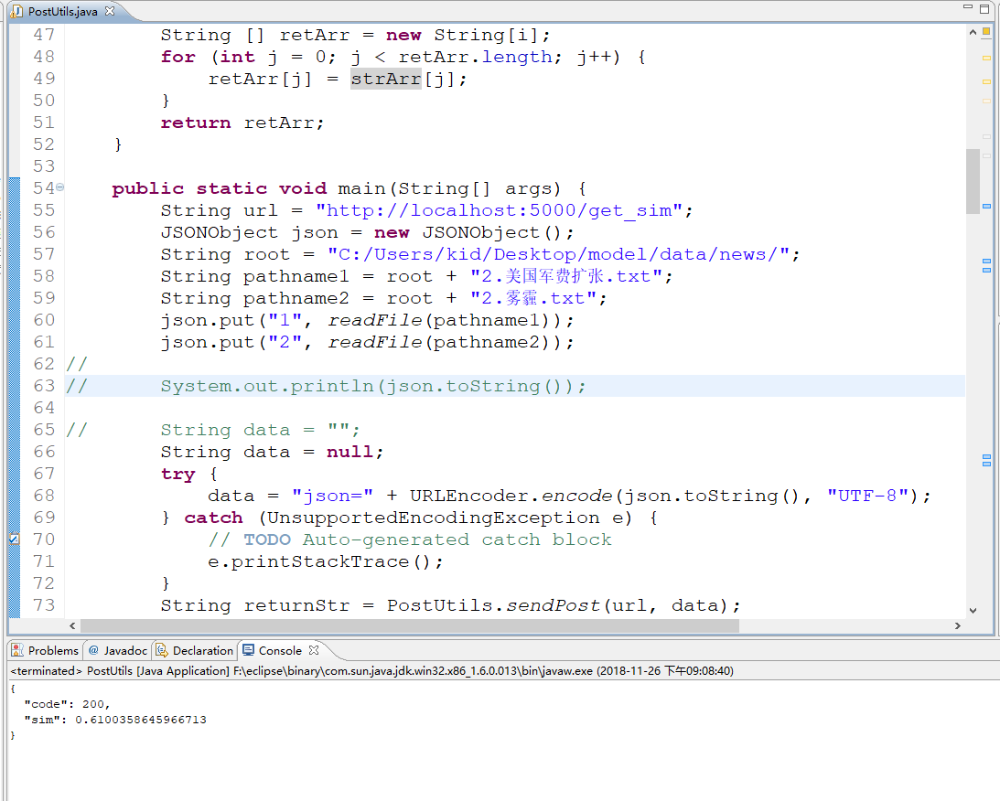 PostUtils.java
47 String [] retArr = new String[i];
48 for (int j = 0; j < retArr.length; j++) {
49 retArr[j] = strArr[j];
50 }
51 return retArr;
52 }
53
54 public static void main(String[] args) {
55 String url = "http://localhost:5000/get_sim";
56 JSONObject json = new JSONObject();
57 String root = "C:/Users/kid/Desktop/model/data/news/";
58 String pathname1 = root + "2.美国军费扩张.txt";
59 String pathname2 = root + "2.雾霾.txt";
60 json.put("1", readFile(pathname1));
61 json.put("2", readFile(pathname2));
62 //
63 // System.out.println(json.toString());
64
65 // String data = "";
66 String data = null;
67 try {
68 data = "json=" + URLEncoder.encode(json.toString(), "UTF-8");
69 } catch (UnsupportedEncodingException e) {
70 // TODO Auto-generated catch block
71 e.printStackTrace();
72 }
73 String returnStr = PostUtils.sendPost(url, data);
Problems @ Javadoc Declaration Console
<terminated> PostUtils [Java Application] F:\eclipse\binary\com.sun.java.jdk.win32.x86_1.6.0.013\bin\javaw.exe (2018-11-26 下午09:08:40)
{
"code": 200,
"sim": 0.6100358645966713
}